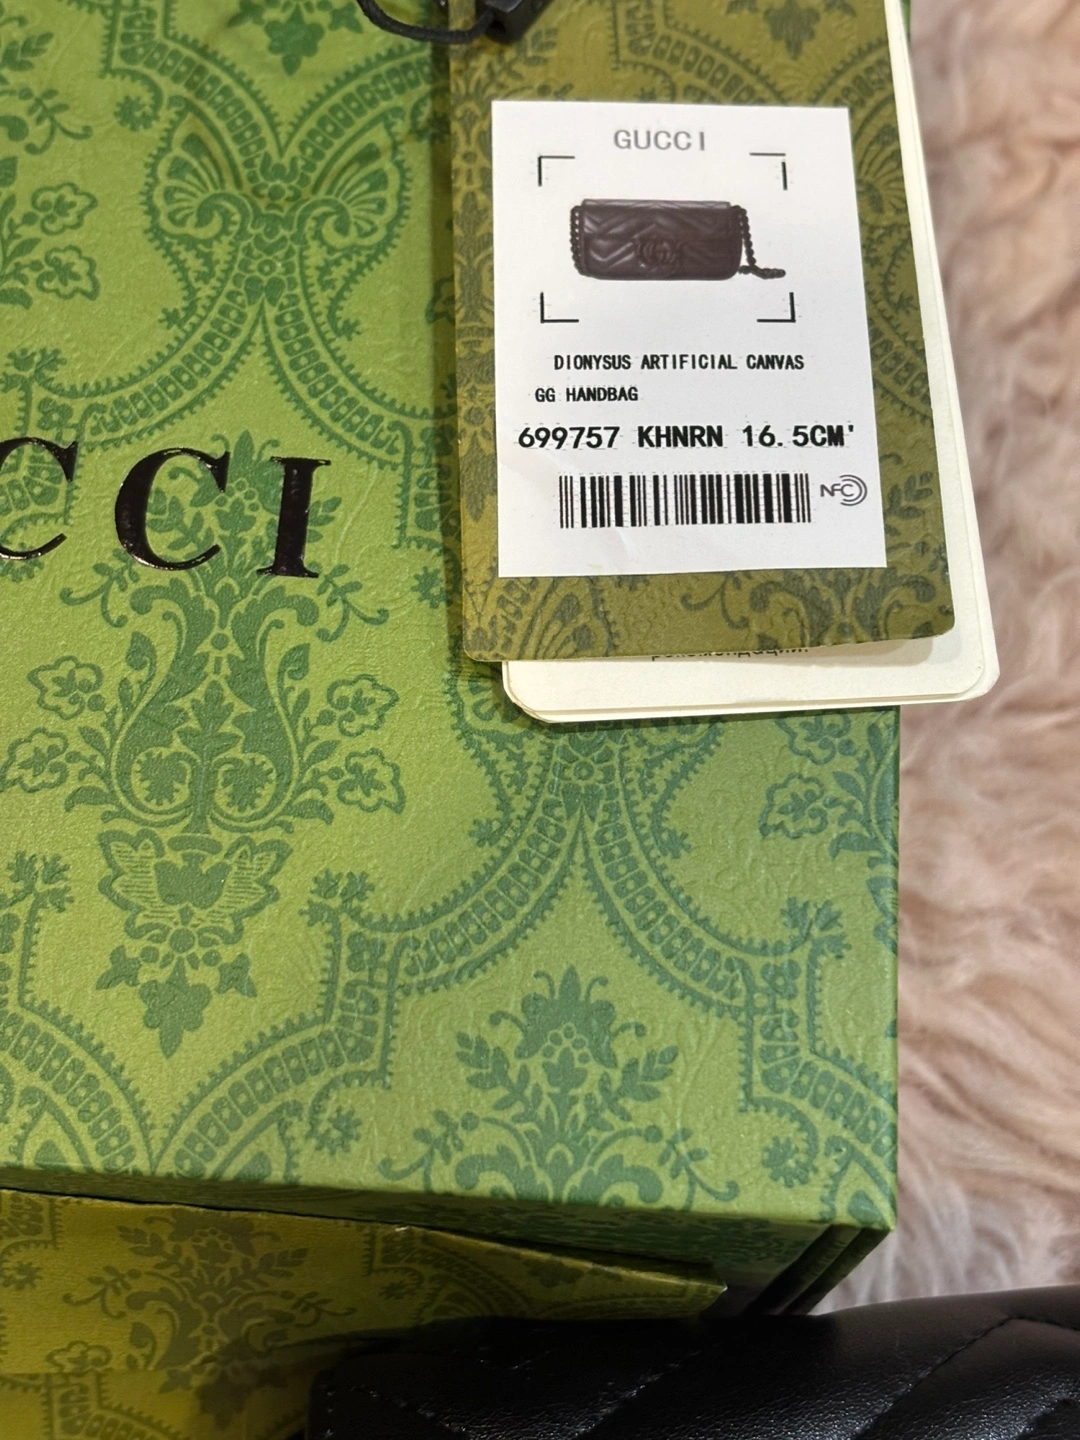 GUCCI
DIONYSUS ARTIFICIAL CANVAS
GG HANDBAG
699757 KHNRN 16.5CM'
NFC
CCI